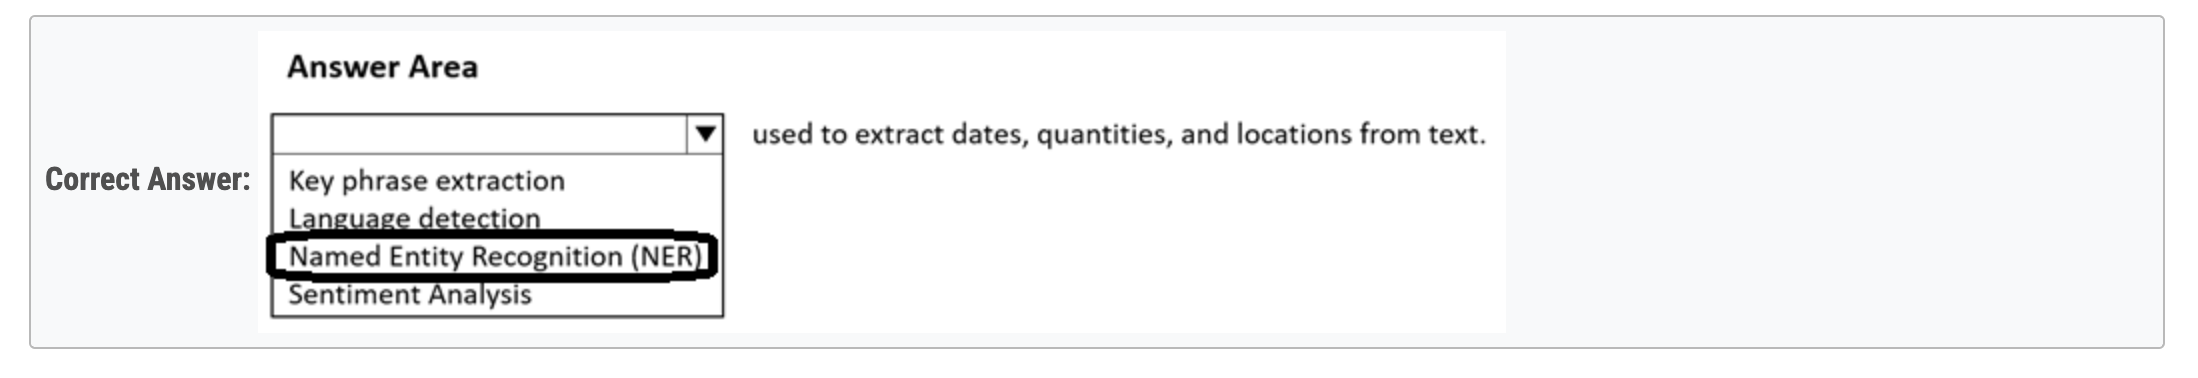 Answer Area
▼ used to extract dates, quantities, and locations from text.
Correct Answer:
Key phrase extraction
Language detection
Named Entity Recognition (NER)
Sentiment Analysis